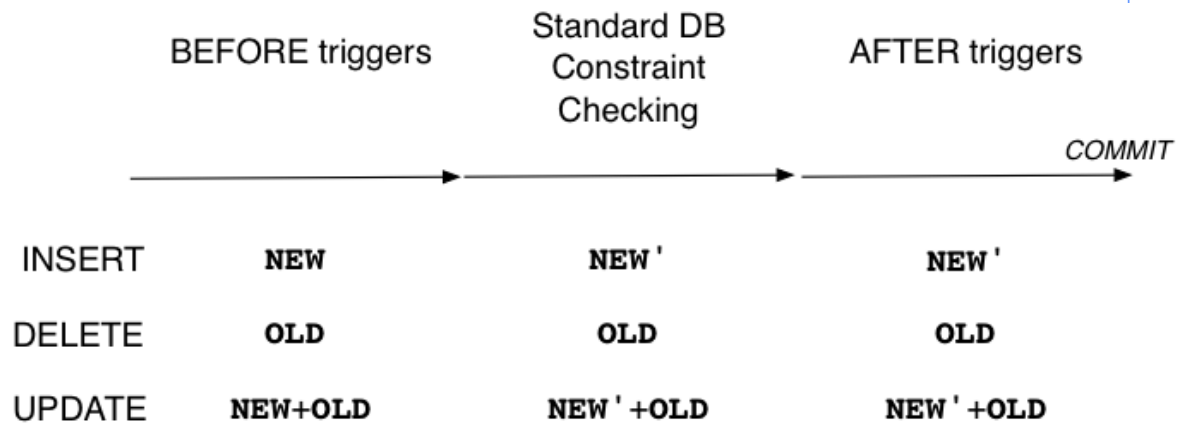 BEFORE triggers
Standard DB
Constraint
Checking
AFTER triggers
COMMIT
INSERT NEW NEW' NEW'
DELETE OLD OLD OLD
UPDATE NEW+OLD NEW'+OLD NEW'+OLD